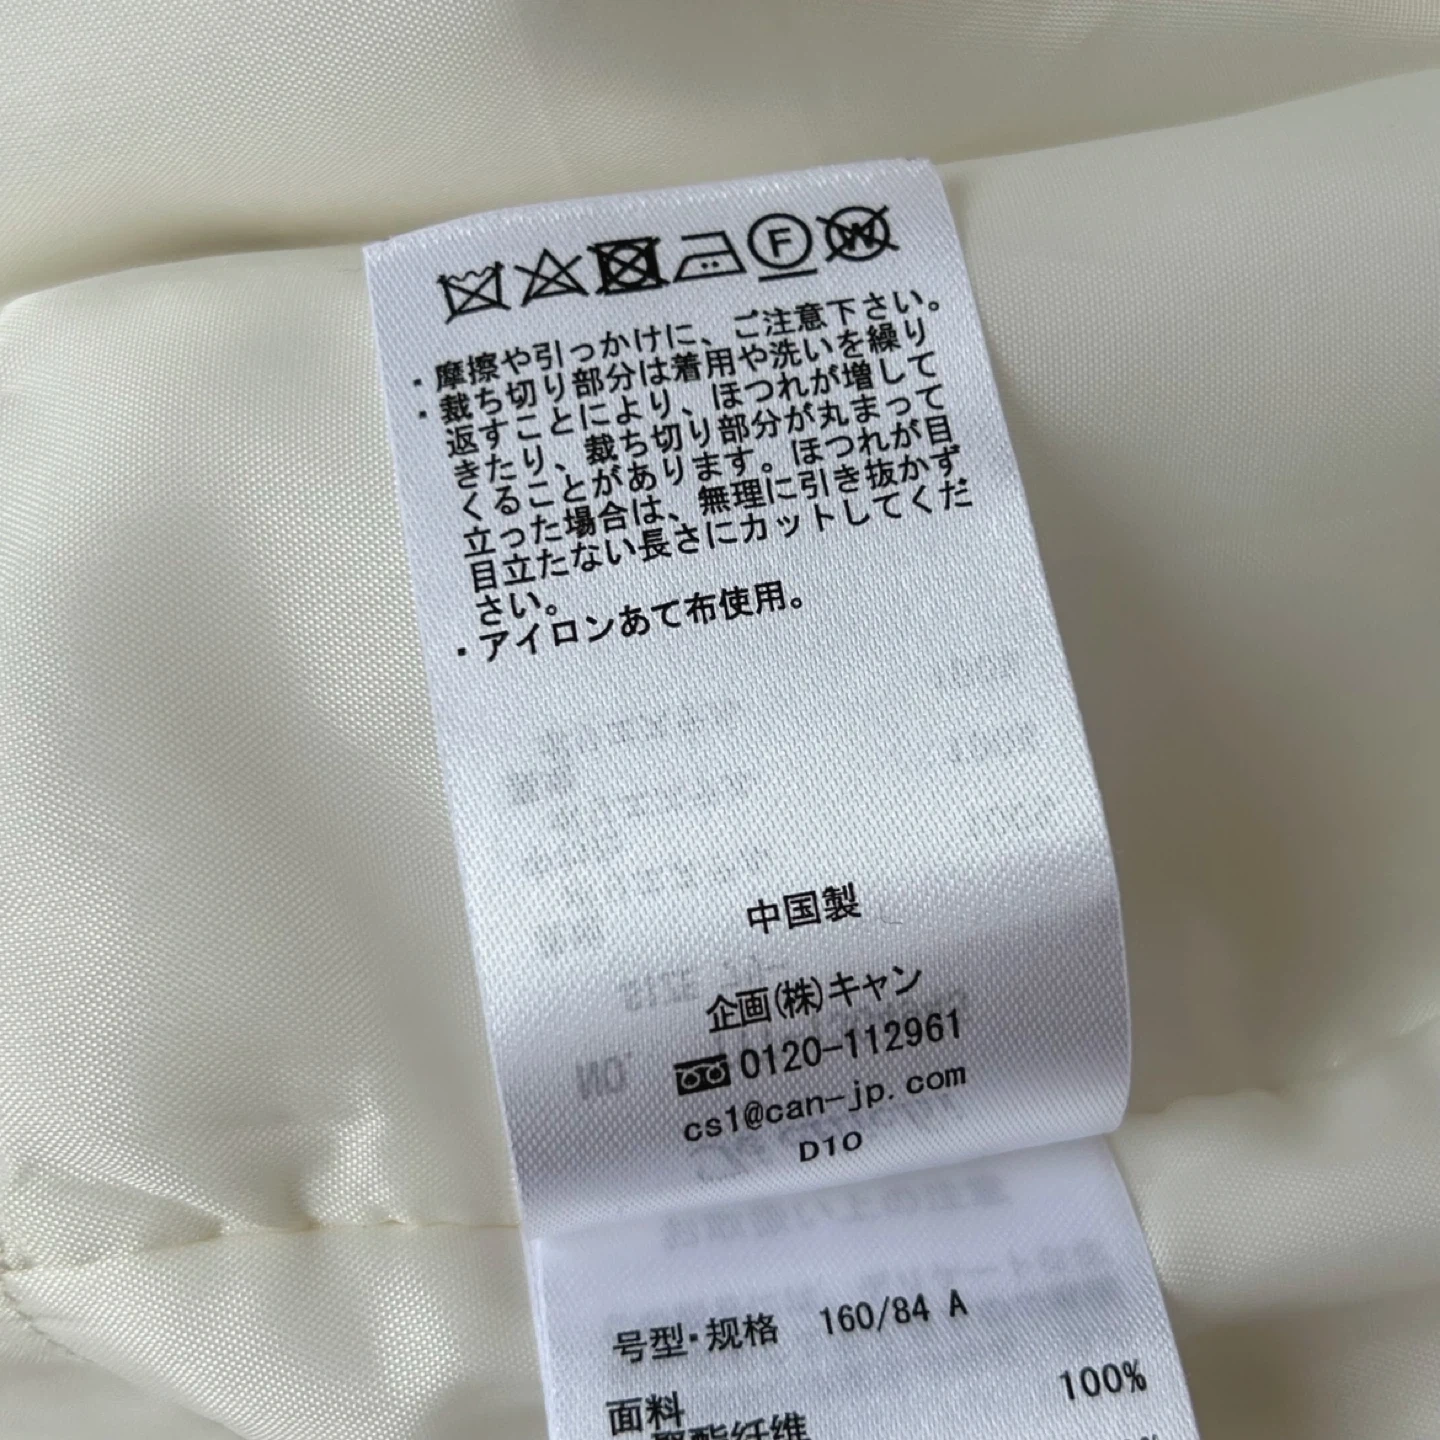 F W
・摩擦や引っかけに、ご注意下さい。
・裁ち切り部分は着用や洗いを繰り
返すことにより、ほつれが増して
きたり、裁ち切り部分が丸まって
くることがあります。ほつれが目
立った場合は、無理に引き抜かず
目立たない長さにカットしてくだ
さい。
・アイロンあて布使用。
中国製
企画(株)キャン
0120-112961
cs1@can-jp.com
D10
号型·规格 160/84 A
面料 100%
聚酯纤维